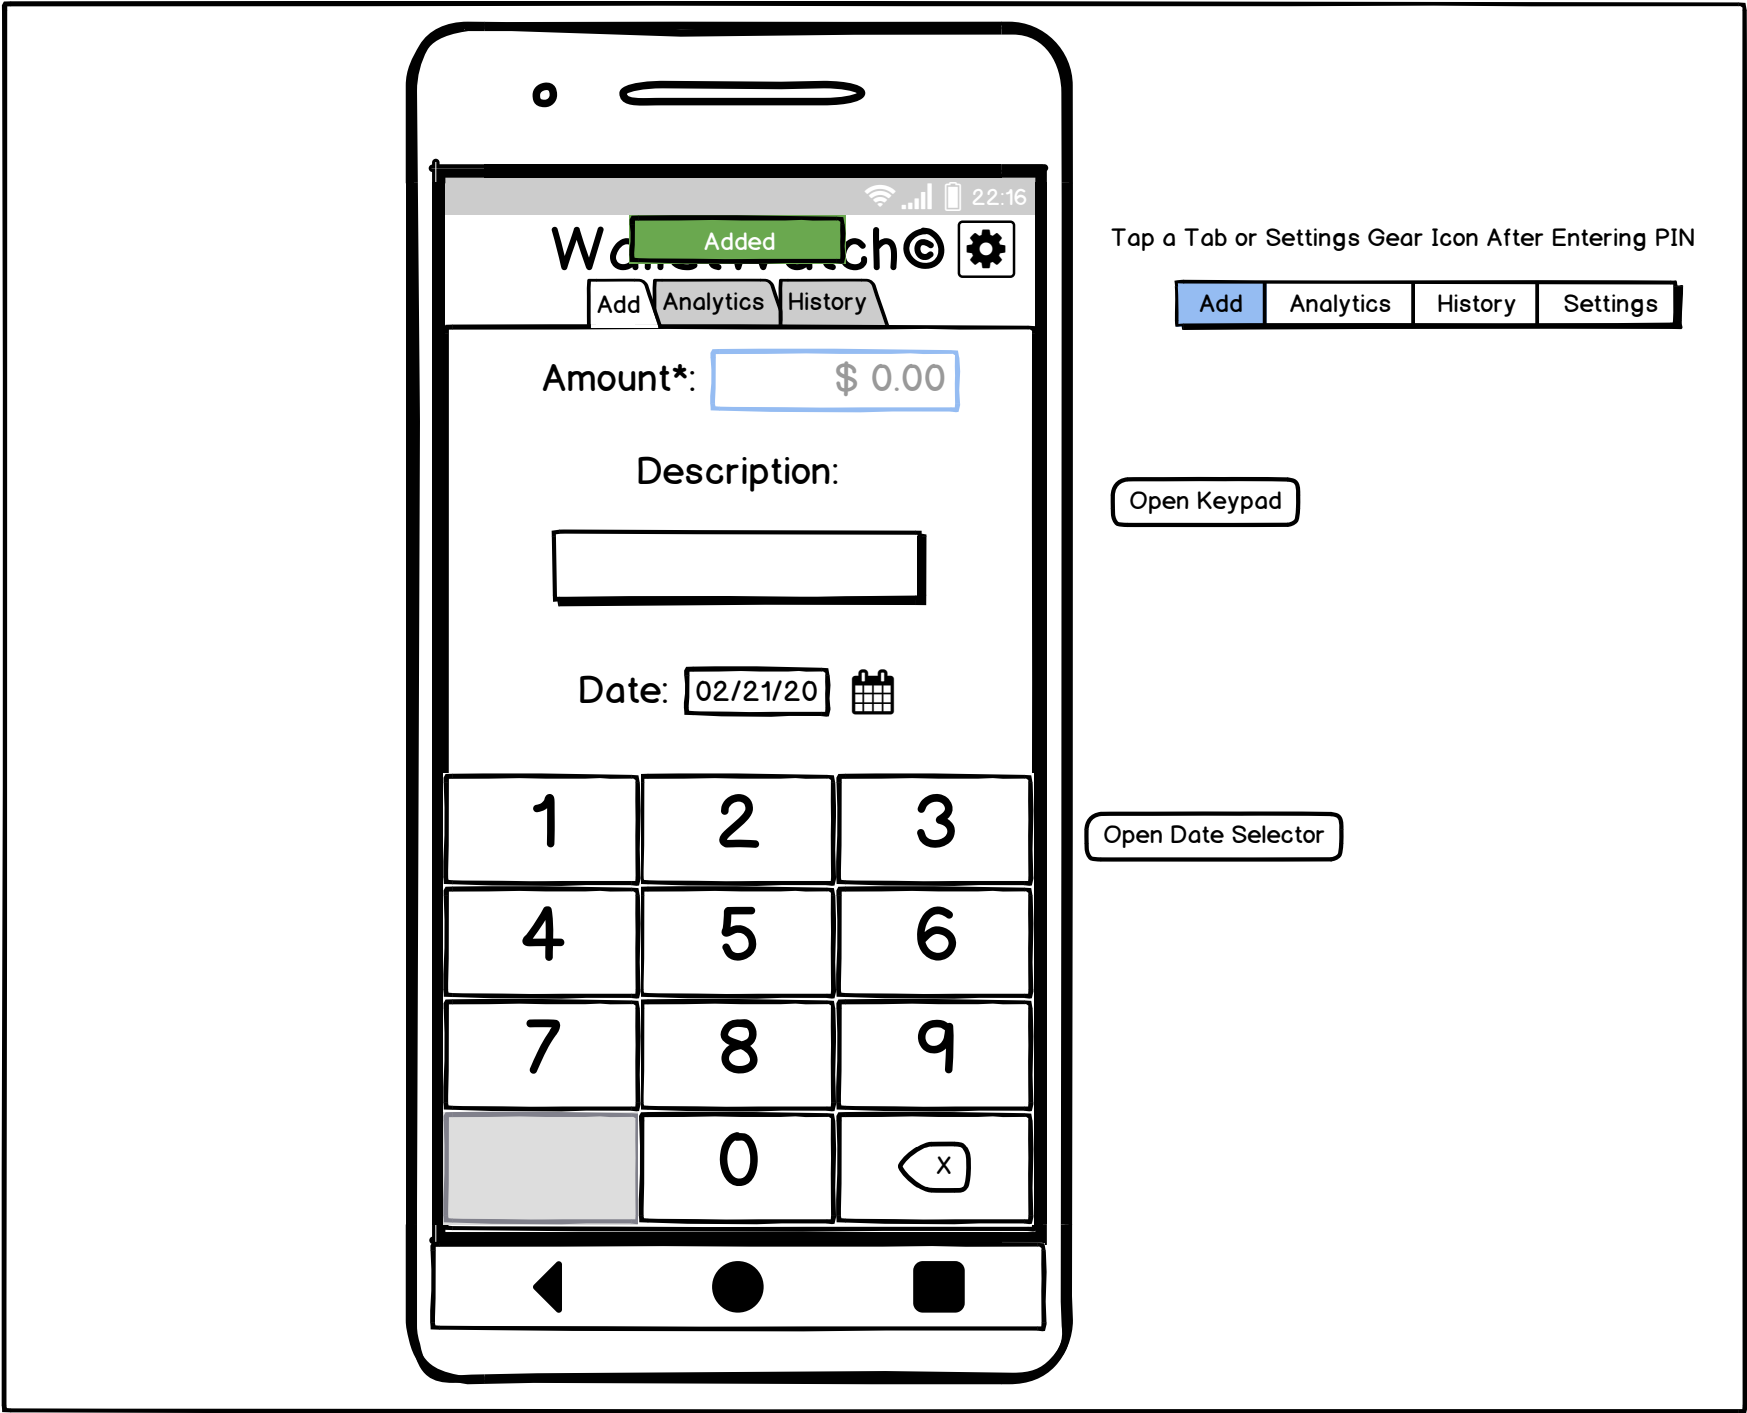 22:16
Added
©
Add Analytics History
Amount*: $ 0.00
Description:
Date: 02/21/20
1 2 3
4 5 6
7 8 9
0 X
Tap a Tab or Settings Gear Icon After Entering PIN
Add Analytics History Settings
Open Keypad
Open Date Selector